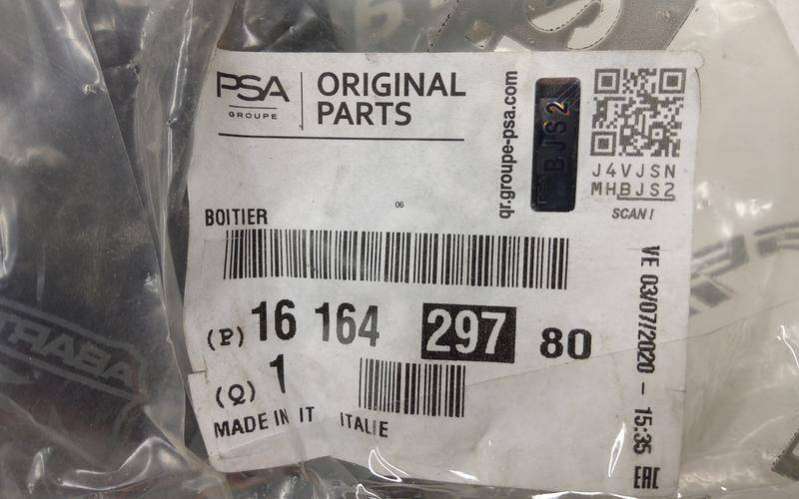 PSA
GROUPE
ORIGINAL
PARTS
qr.groupe-psa.com
BJS2
J4VJSN
MHBJS2
SCAN!
06
BOITIER
(P) 16 164 297 80
(Q) 1
MADE IN IT ITALIE
VE 03/07/2020 - 15:35
EAC